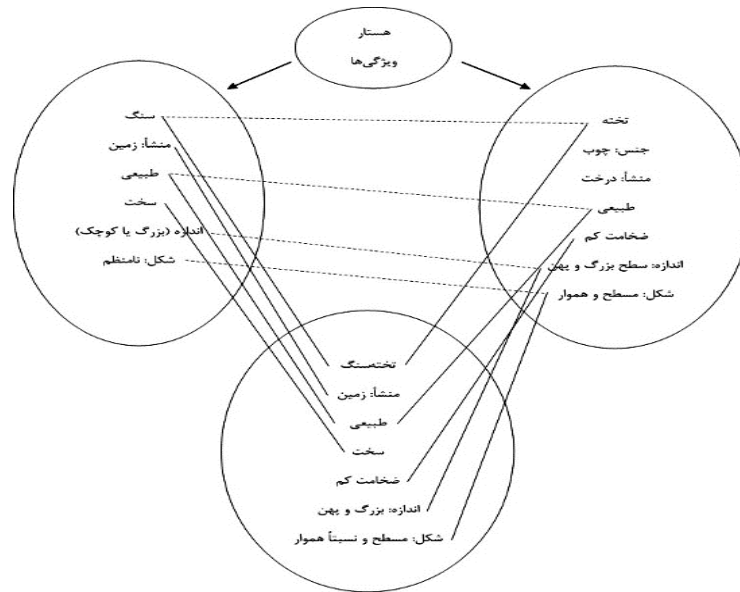 هستار
ویژگی‌ها
تخته
جنس: چوب
منشأ: درخت
طبیعی
ضخامت کم
اندازه: سطح بزرگ و پهن
شکل: مسطح و هموار
سنگ
منشأ: زمین
طبیعی
سخت
اندازه (بزرگ یا کوچک)
شکل: نامنظم
تخته‌سنگ
منشأ: زمین
طبیعی
سخت
ضخامت کم
اندازه: بزرگ و پهن
شکل: مسطح و نسبتاً هموار